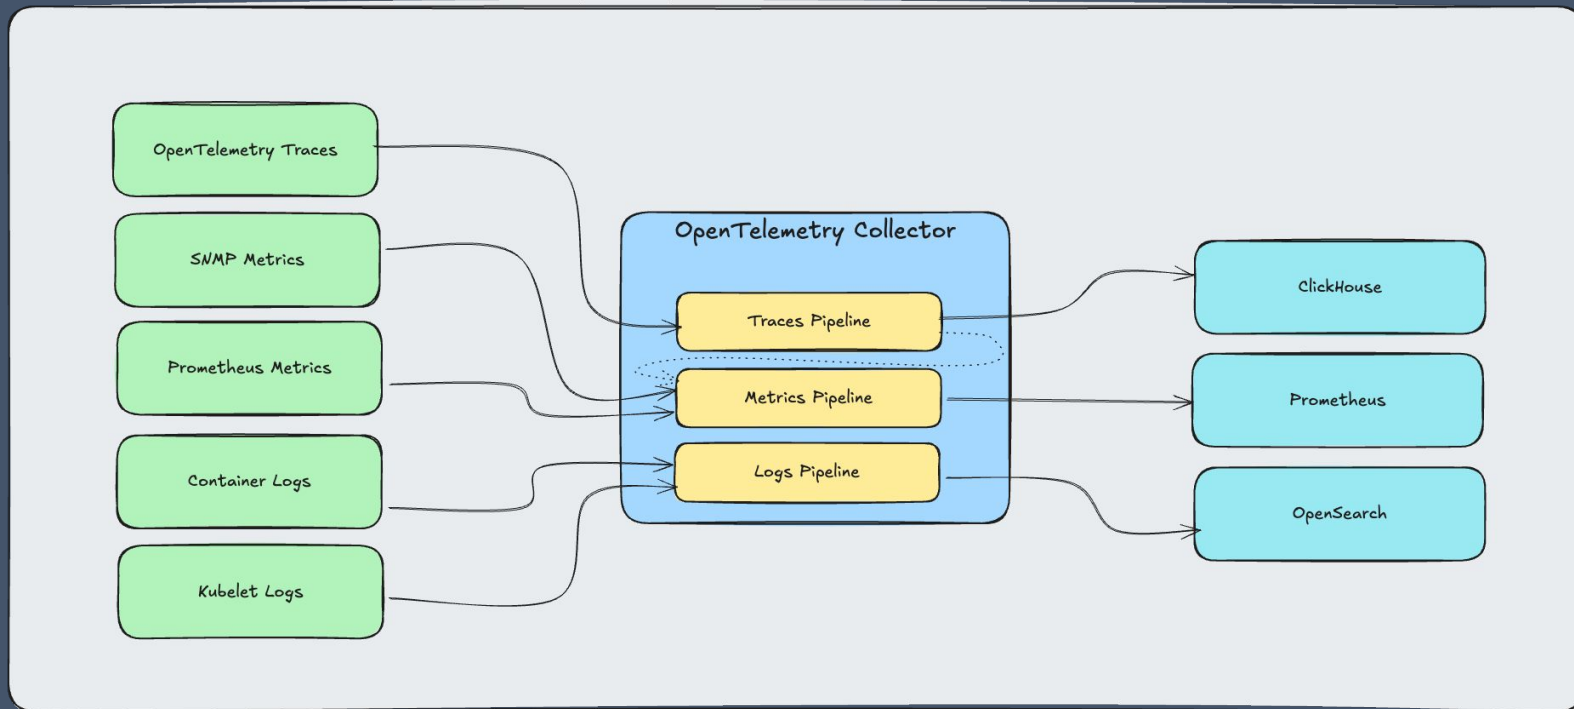 OpenTelemetry Traces
SNMP Metrics
Prometheus Metrics
Container Logs
Kubelet Logs
OpenTelemetry Collector
Traces Pipeline
Metrics Pipeline
Logs Pipeline
ClickHouse
Prometheus
OpenSearch